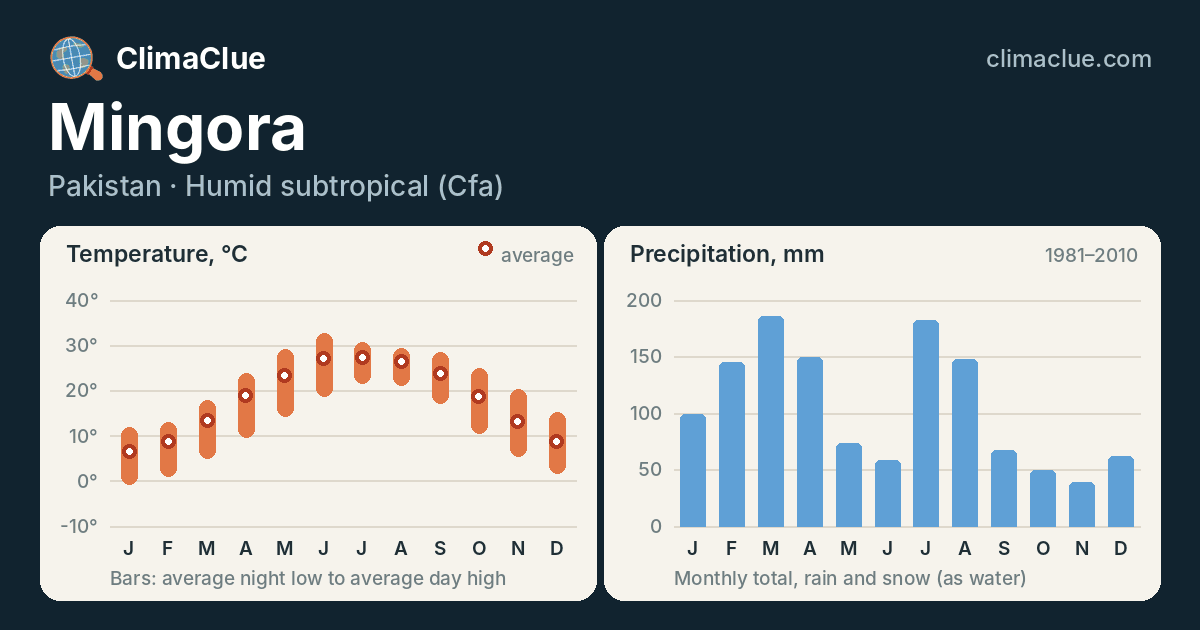 ClimaClue
climaclue.com
Mingora
Pakistan · Humid subtropical (Cfa)
Temperature, °C
average
40°
30°
20°
10°
0°
-10°
J F M A M J J A S O N D
Bars: average night low to average day high
Precipitation, mm
1981–2010
200
150
100
50
0
J F M A M J J A S O N D
Monthly total, rain and snow (as water)